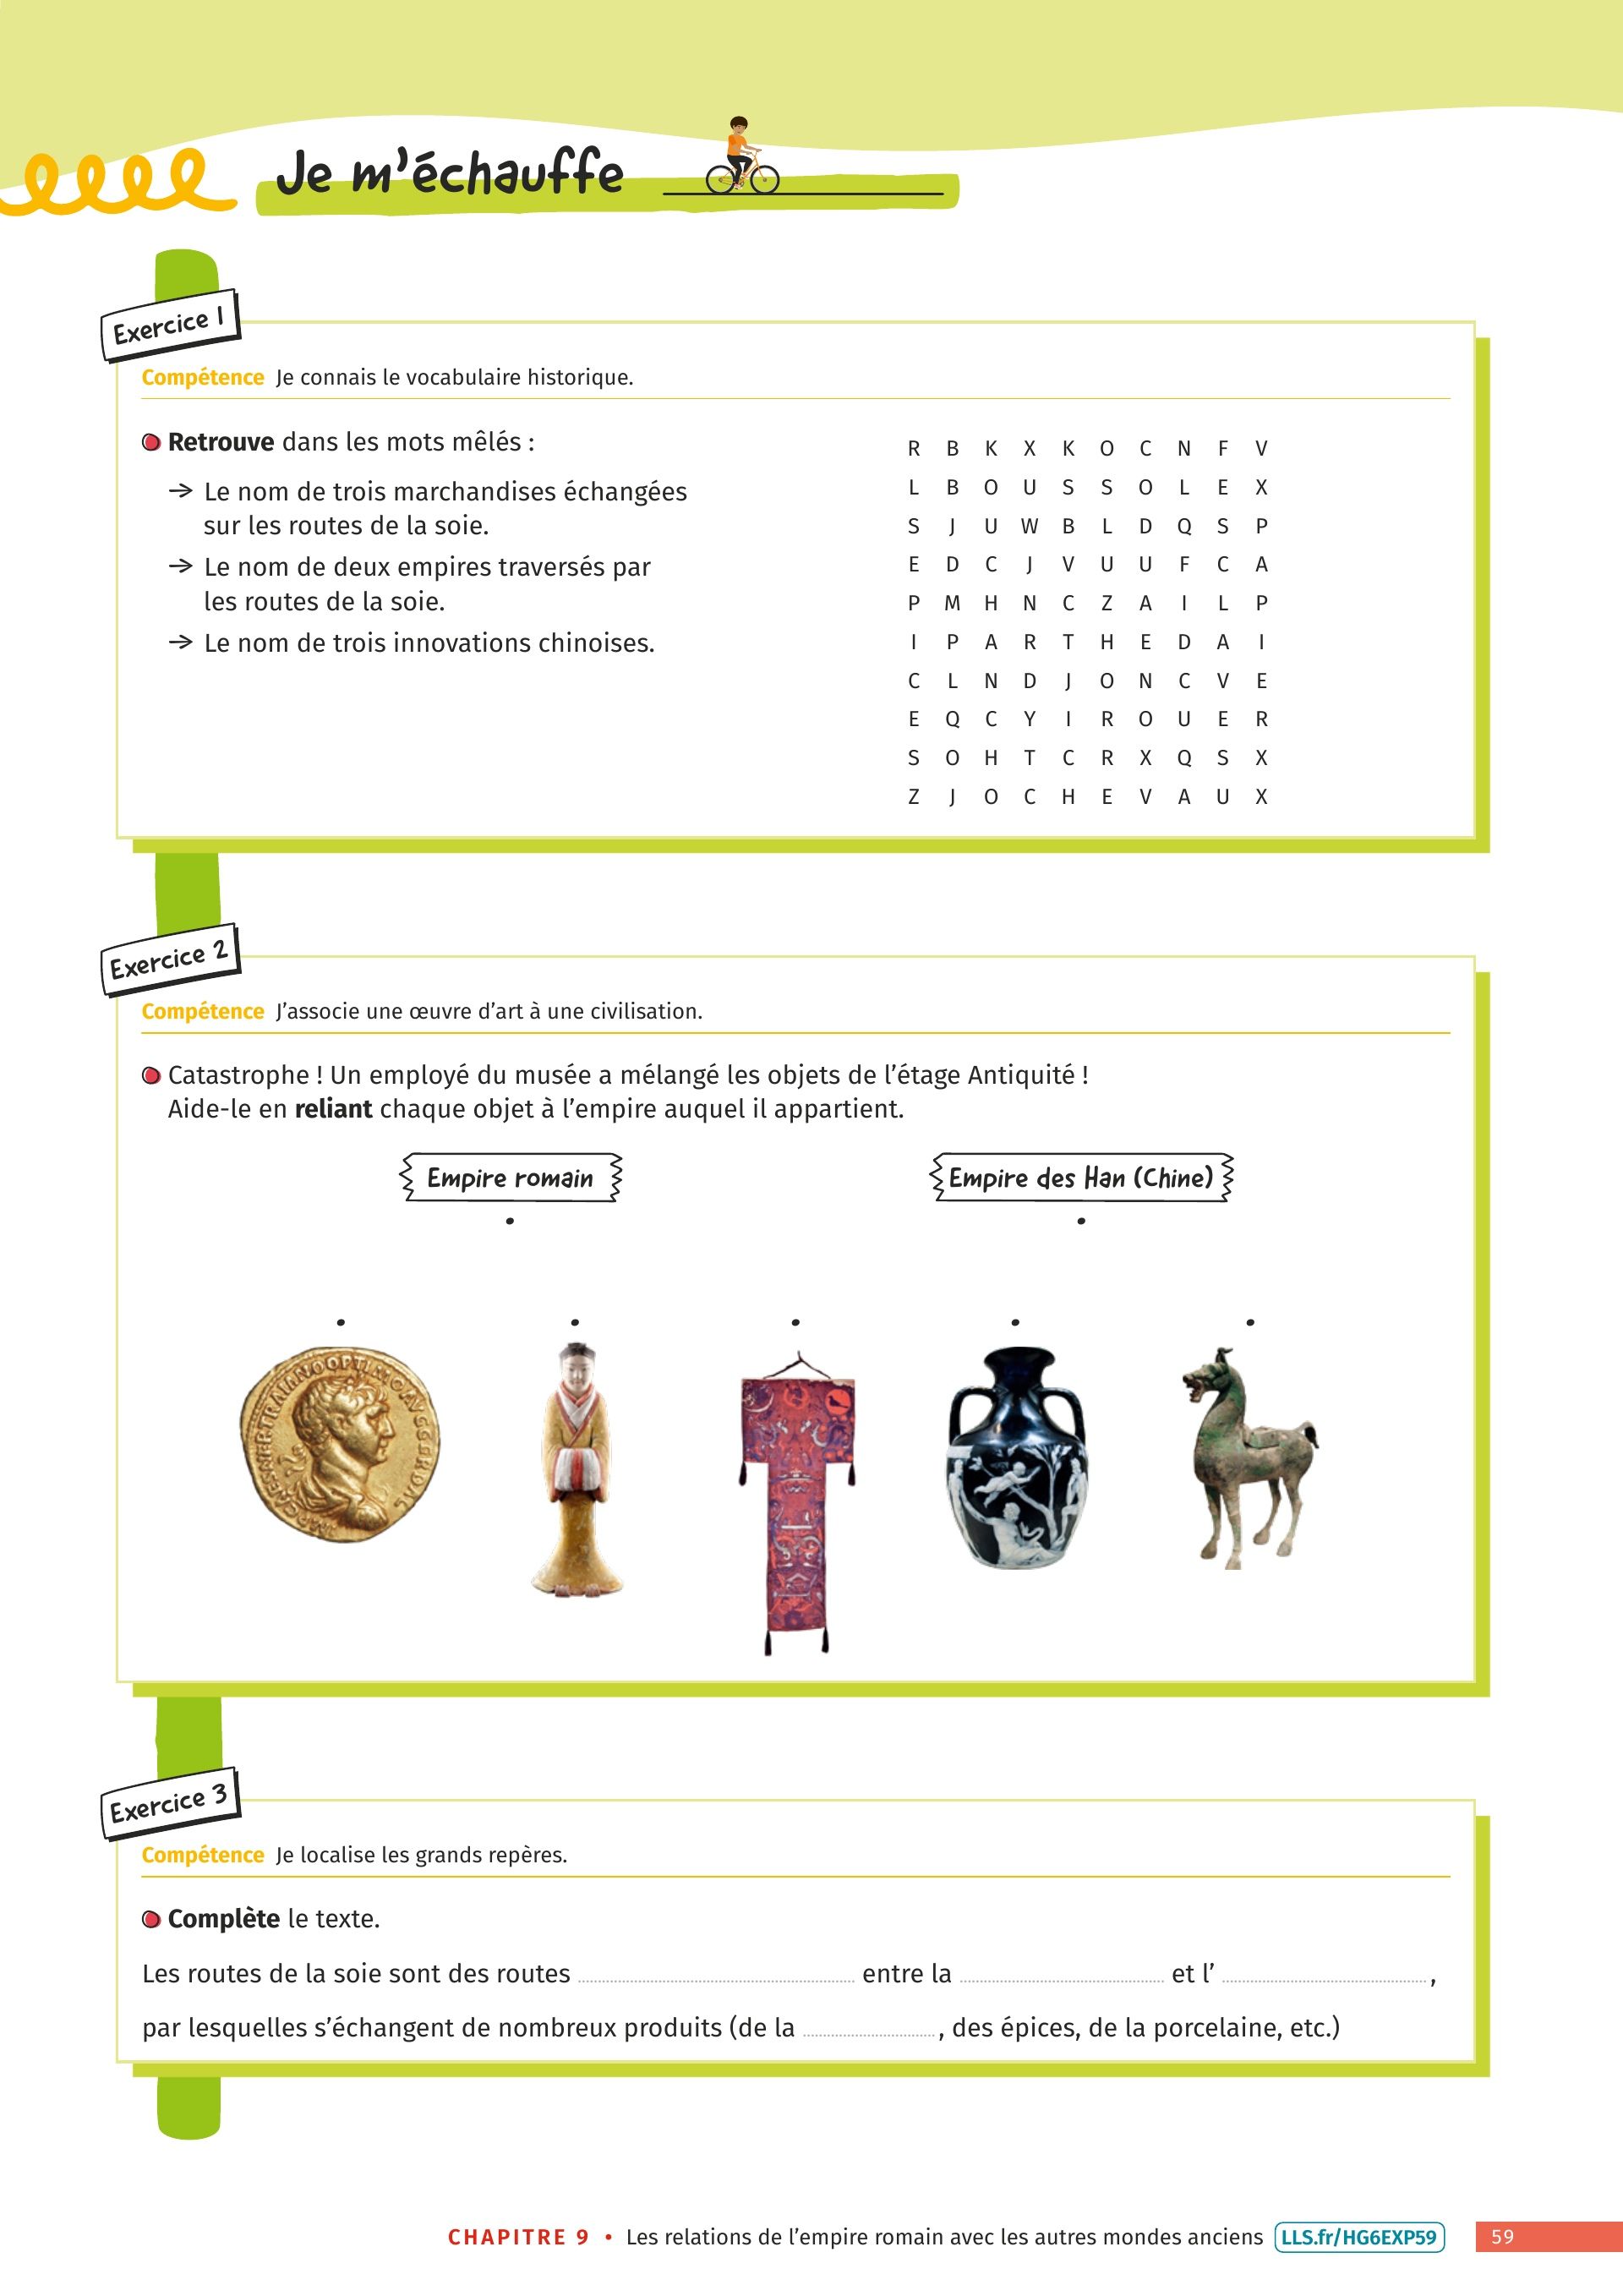 Je m'échauffe
Exercice 1
Compétence Je connais le vocabulaire historique.
Retrouve dans les mots mêlés :
→ Le nom de trois marchandises échangées
sur les routes de la soie.
→ Le nom de deux empires traversés par
les routes de la soie.
→ Le nom de trois innovations chinoises.
R B K X K O C N F V
L B O U S S O L E X
S J U W B L D Q S P
E D C J V U U F C A
P M H N C Z A I L P
I P A R T H E D A I
C L N D J O N C V E
E Q C Y I R O U E R
S O H T C R X Q S X
Z J O C H E V A U X
Exercice 2
Compétence J'associe une œuvre d'art à une civilisation.
Catastrophe ! Un employé du musée a mélangé les objets de l'étage Antiquité !
Aide-le en reliant chaque objet à l'empire auquel il appartient.
Empire romain
Empire des Han (Chine)
Exercice 3
Compétence Je localise les grands repères.
Complète le texte.
Les routes de la soie sont des routes ........ entre la ........ et l' ........ ,
par lesquelles s'échangent de nombreux produits (de la ........ , des épices, de la porcelaine, etc.)
CHAPITRE 9 • Les relations de l'empire romain avec les autres mondes anciens LLS.fr/HG6EXP59 59